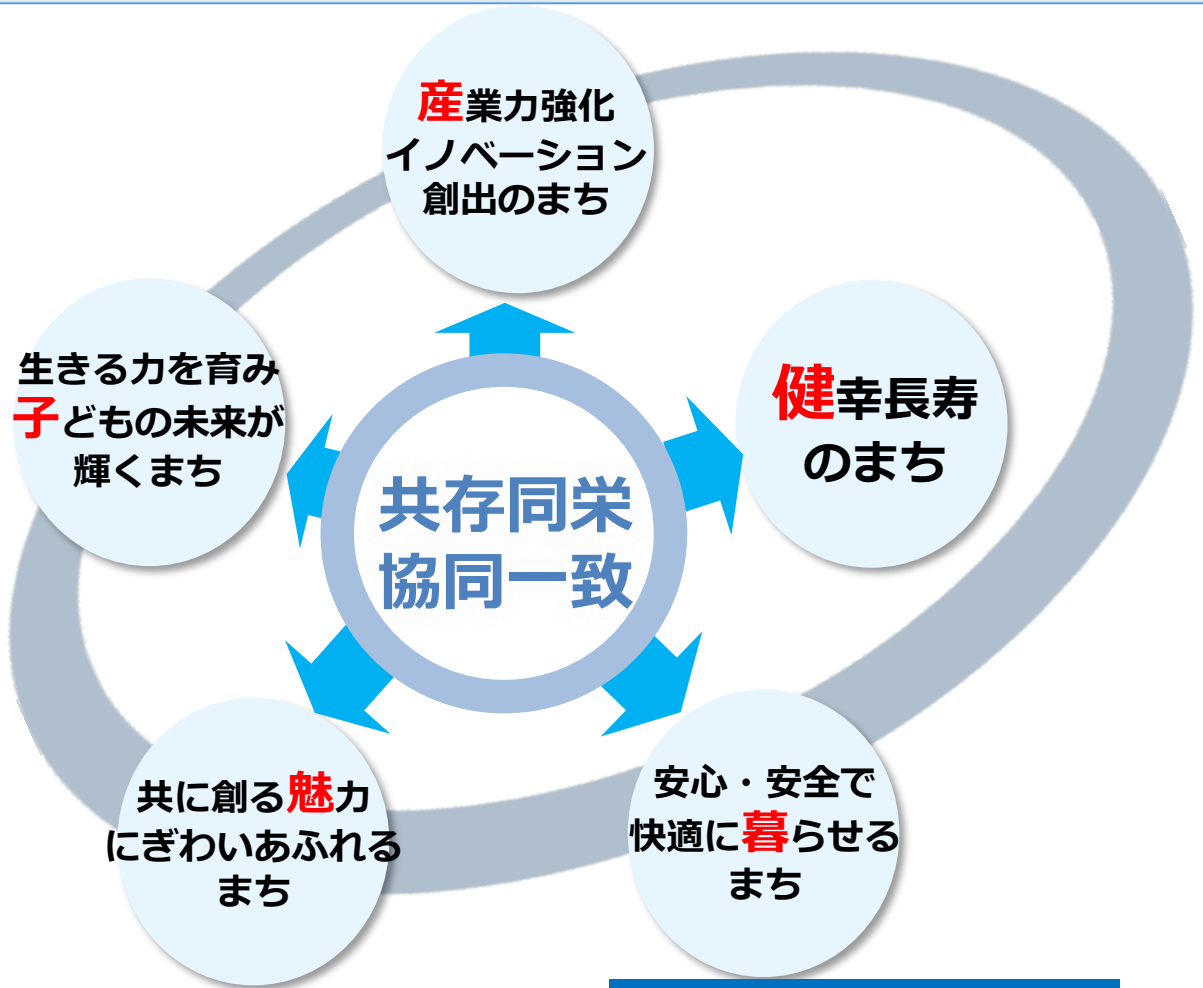 産業力強化
イノベーション
創出のまち
健幸長寿
のまち
生きる力を育み
子どもの未来が
輝くまち
共存同栄
協同一致
安心・安全で
快適に暮らせる
まち
共に創る魅力
にぎわいあふれる
まち